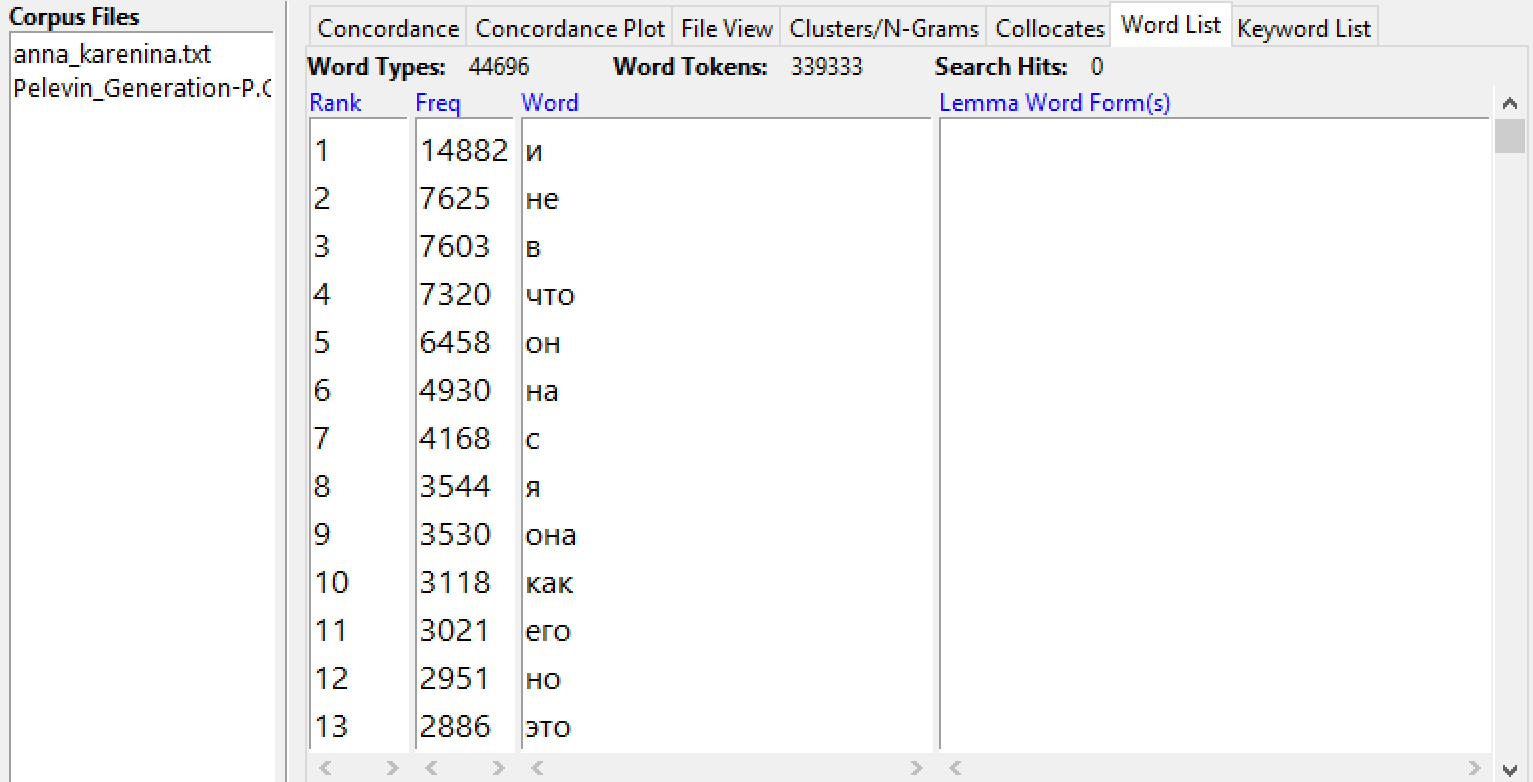 Corpus Files
anna_karenina.txt
Pelevin_Generation-P.
Concordance Concordance Plot File View Clusters/N-Grams Collocates Word List Keyword List
Word Types: 44696 Word Tokens: 339333 Search Hits: 0
Rank Freq Word Lemma Word Form(s)
1 14882 и
2 7625 не
3 7603 в
4 7320 что
5 6458 он
6 4930 на
7 4168 с
8 3544 я
9 3530 она
10 3118 как
11 3021 его
12 2951 но
13 2886 это